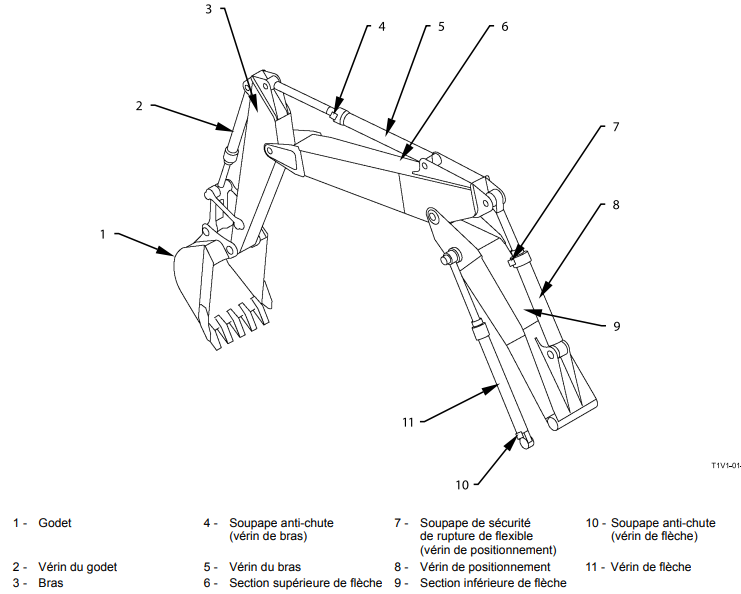 3
4
5
6
2
7
8
1
9
11
10
T1V1-01-
1 - Godet
4 - Soupape anti-chute
(vérin de bras)
7 - Soupape de sécurité
de rupture de flexible
(vérin de positionnement)
10 - Soupape anti-chute
(vérin de flèche)
2 - Vérin du godet
5 - Vérin du bras
8 - Vérin de positionnement
11 - Vérin de flèche
3 - Bras
6 - Section supérieure de flèche
9 - Section inférieure de flèche